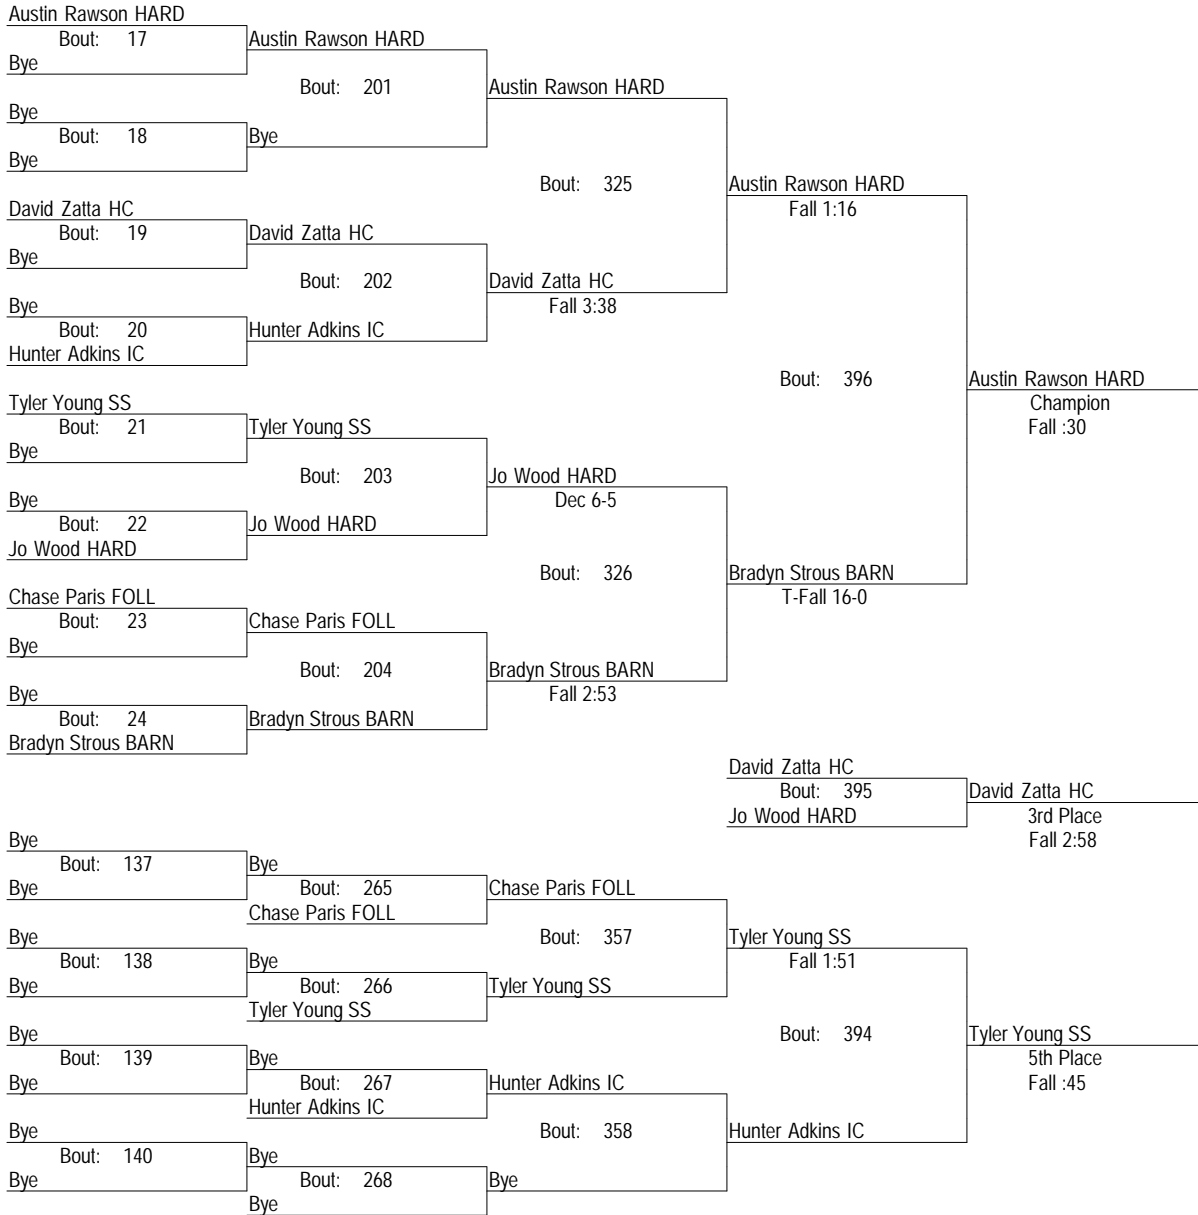 Austin Rawson HARD
Bout: 17
Austin Rawson HARD
Bye
Bout: 201
Austin Rawson HARD
Bye
Bout: 18
Bye
Bye
Bout: 325
Austin Rawson HARD
Fall 1:16
David Zatta HC
Bout: 19
David Zatta HC
Bye
Bout: 202
David Zatta HC
Fall 3:38
Bye
Bout: 20
Hunter Adkins IC
Hunter Adkins IC
Bout: 396
Austin Rawson HARD
Champion
Fall :30
Tyler Young SS
Bout: 21
Tyler Young SS
Bye
Bout: 203
Jo Wood HARD
Dec 6-5
Bye
Bout: 22
Jo Wood HARD
Jo Wood HARD
Bout: 326
Bradyn Strous BARN
T-Fall 16-0
Chase Paris FOLL
Bout: 23
Chase Paris FOLL
Bye
Bout: 204
Bradyn Strous BARN
Fall 2:53
Bye
Bout: 24
Bradyn Strous BARN
Bradyn Strous BARN
David Zatta HC
Bout: 395
David Zatta HC
Jo Wood HARD
3rd Place
Fall 2:58
Bye
Bout: 137
Bye
Bye
Bout: 265
Chase Paris FOLL
Chase Paris FOLL
Bye
Bout: 357
Tyler Young SS
Fall 1:51
Bout: 138
Bye
Bye
Bout: 266
Tyler Young SS
Tyler Young SS
Bye
Bout: 394
Tyler Young SS
5th Place
Fall :45
Bout: 139
Bye
Bye
Bout: 267
Hunter Adkins IC
Hunter Adkins IC
Bye
Bout: 358
Hunter Adkins IC
Bout: 140
Bye
Bye
Bout: 268
Bye
Bye